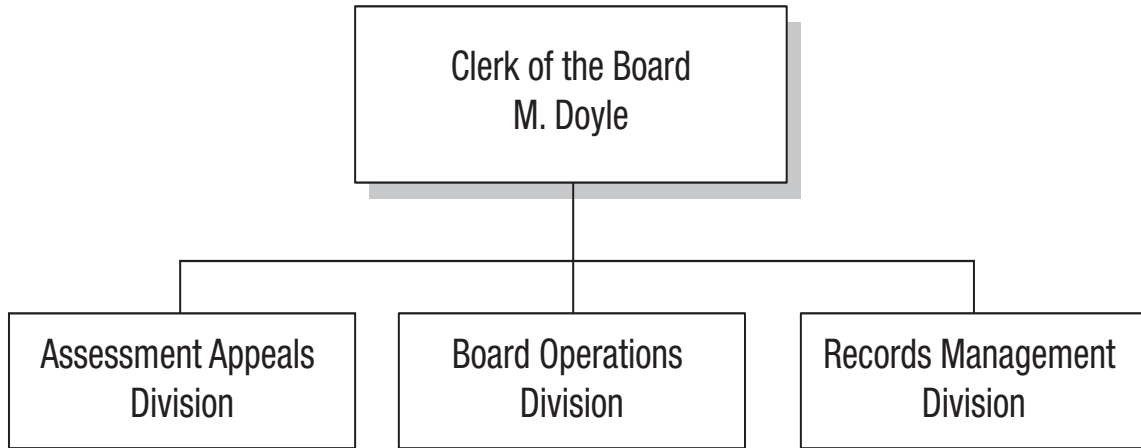 Clerk of the Board
M. Doyle
Assessment Appeals
Division
Board Operations
Division
Records Management
Division